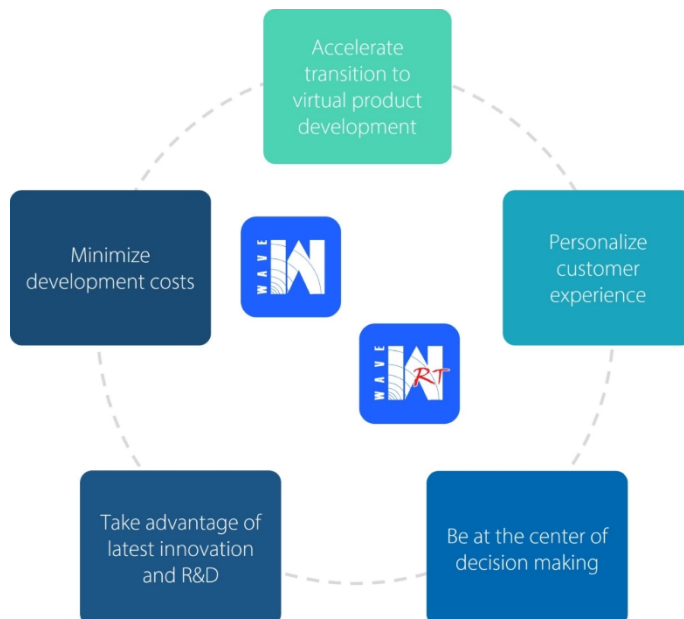 Accelerate
transition to
virtual product
development
Minimize
development costs
Personalize
customer
experience
WAVE
W
WAVE
W RT
Take advantage of
latest innovation
and R&D
Be at the center of
decision making